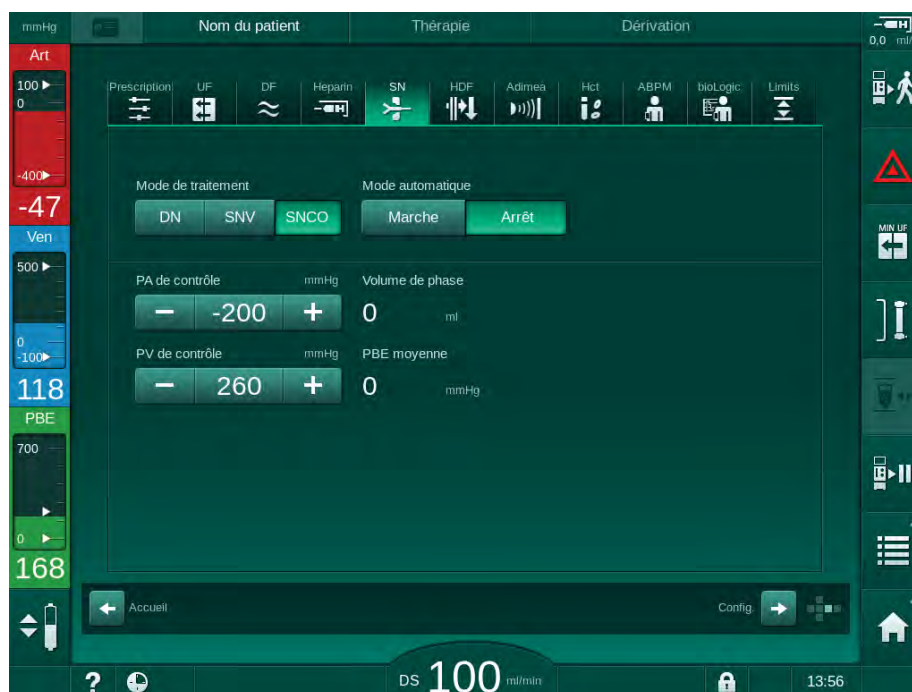 mmHg Nom du patient Thérapie Dérivation
0,0 ml/
Art
100
0
-400
-47
Ven
500
0
-100
118
PBE
700
0
168
Prescription UF DF Heparin SN HDF Adimea Hct ABPM bioLogic Limits
Mode de traitement Mode automatique
DN SNV SNCO Marche Arrêt
PA de contrôle mmHg Volume de phase
− -200 + 0 ml
PV de contrôle mmHg PBE moyenne
− 260 + 0 mmHg
MIN UF
Accueil Config.
? DS 100 ml/min 13:56